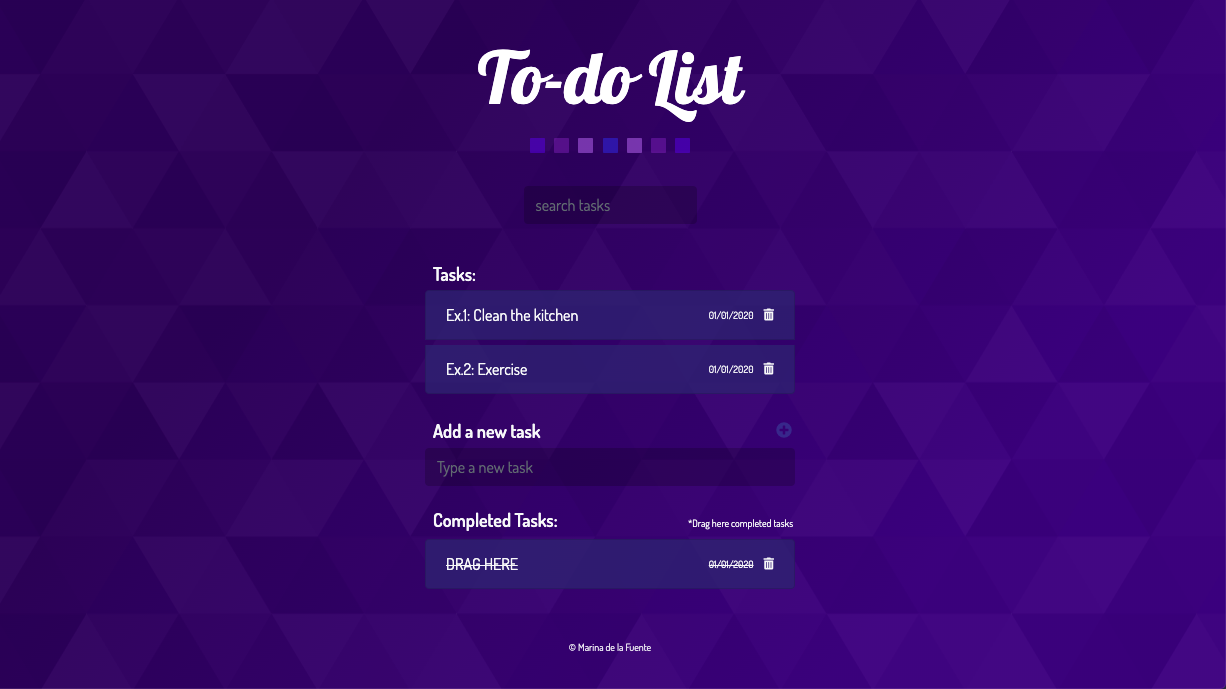 To-do List
search tasks
Tasks:
Ex.1: Clean the kitchen 01/01/2020
Ex.2: Exercise 01/01/2020
Add a new task
Type a new task
Completed Tasks: *Drag here completed tasks
DRAG HERE 01/01/2020
© Marina de la Fuente